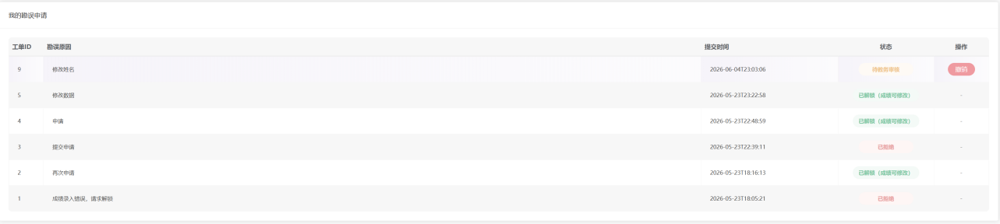 我的勘误申请
工单ID 勘误原因 提交时间 状态 操作
9 修改姓名 2026-06-04T23:03:06 待教务审核 撤销
5 修改数据 2026-05-23T23:22:58 已解锁（成绩可修改） -
4 申请 2026-05-23T22:48:59 已解锁（成绩可修改） -
3 提交申请 2026-05-23T22:39:11 已拒绝 -
2 再次申请 2026-05-23T18:16:13 已解锁（成绩可修改） -
1 成绩录入错误，请求解锁 2026-05-23T18:05:21 已拒绝 -